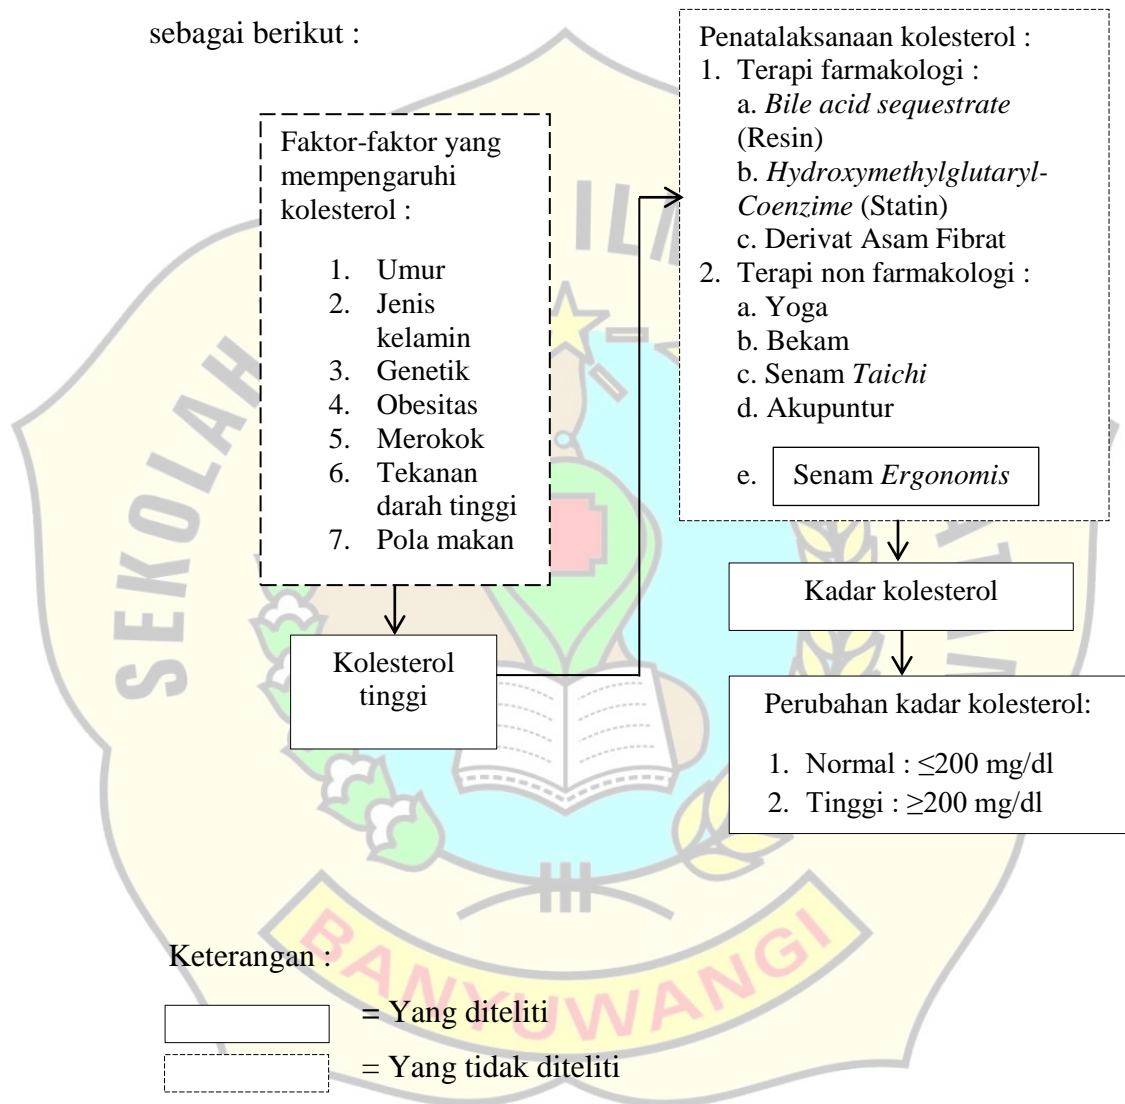 sebagai berikut :
Faktor-faktor yang
mempengaruhi
kolesterol :
1. Umur
2. Jenis
kelamin
3. Genetik
4. Obesitas
5. Merokok
6. Tekanan
darah tinggi
7. Pola makan
Kolesterol
tinggi
Penatalaksanaan kolesterol :
1. Terapi farmakologi :
a. Bile acid sequestrate
(Resin)
b. Hydroxymethylglutaryl-
Coenzime (Statin)
c. Derivat Asam Fibrat
2. Terapi non farmakologi :
a. Yoga
b. Bekam
c. Senam Taichi
d. Akupuntur
e. Senam Ergonomis
Kadar kolesterol
Perubahan kadar kolesterol:
1. Normal : ≤200 mg/dl
2. Tinggi : ≥200 mg/dl
Keterangan :
= Yang diteliti
= Yang tidak diteliti
SEKOLAH
BANYUWANGI